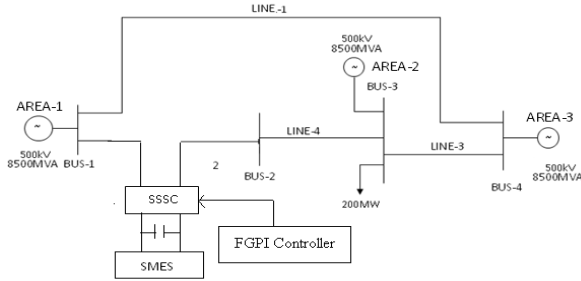 LINE-1
500kV
8500MVA
AREA-2
BUS-3
AREA-1
500kV
8500MVA
BUS-1
AREA-3
500kV
8500MVA
LINE-4
LINE-3
2
BUS-2
BUS-4
200MW
SSSC
FGPI Controller
SMES